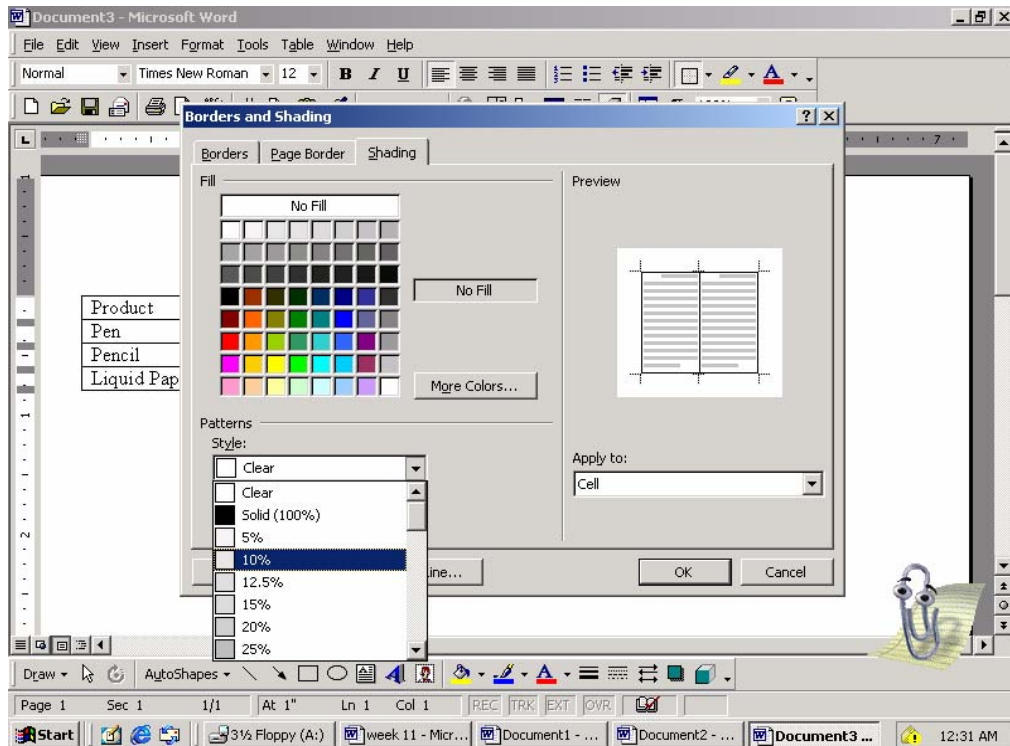 Document3 - Microsoft Word
File Edit View Insert Format Tools Table Window Help
Normal Times New Roman 12 B I U A
Borders and Shading
Borders Page Border Shading
7
Fill
Preview
No Fill
No Fill
More Colors...
Product
Pen
Pencil
Liquid Pap
Patterns
Style:
Clear
Apply to:
Cell
Clear
Solid (100%)
5%
10%
12.5%
15%
20%
25%
ine...
OK Cancel
1
2
Draw AutoShapes A
Page 1 Sec 1 1/1 At 1" Ln 1 Col 1 REC TRK EXT OVR
Start 3½ Floppy (A:) week 11 - Micr... Document1 - ... Document2 - ... Document3 ... 12:31 AM